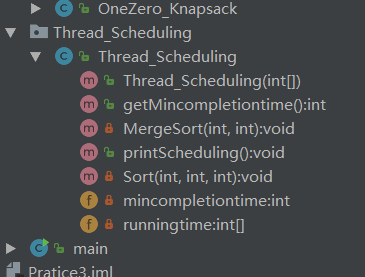 OneZero_Knapsack
Thread_Scheduling
Thread_Scheduling
Thread_Scheduling(int[])
getMincompletiontime():int
MergeSort(int, int):void
printScheduling():void
Sort(int, int, int):void
mincompletiontime:int
runningtime:int[]
main
Pratice3.iml